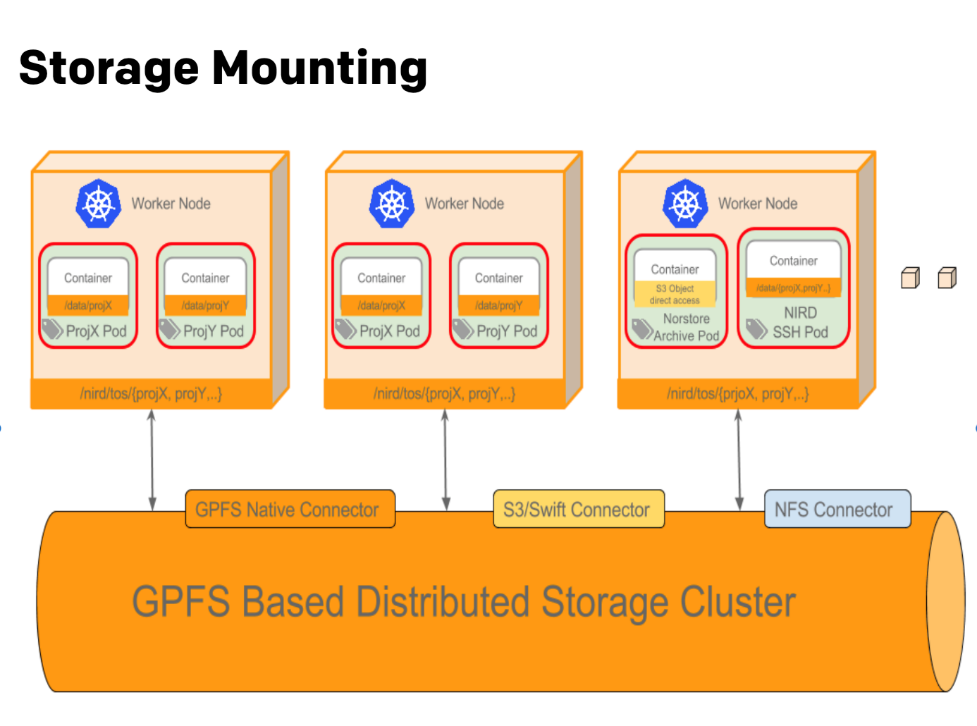 Storage Mounting
Worker Node
Container
/data/projX
ProjX Pod
Container
/data/projY
ProjY Pod
/nird/tos/{projX, projY,..}
Worker Node
Container
/data/projX
ProjX Pod
Container
/data/projY
ProjY Pod
/nird/tos/{projX, projY,..}
Worker Node
Container
S3 Object
direct access
Norstore
Archive Pod
Container
/data/{projX,projY..}
NIRD
SSH Pod
/nird/tos/{prjoX, projY,..}
GPFS Native Connector
S3/Swift Connector
NFS Connector
GPFS Based Distributed Storage Cluster